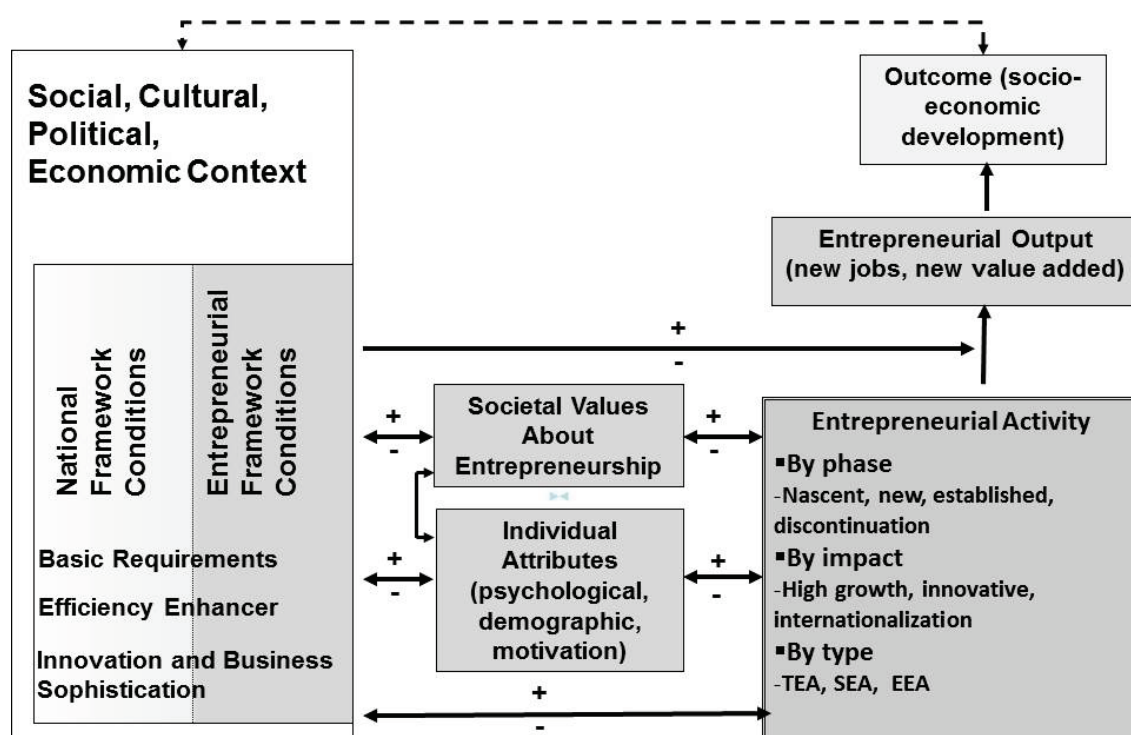 Social, Cultural,
Political,
Economic Context
National
Framework
Conditions
Entrepreneurial
Framework
Conditions
Basic Requirements
Efficiency Enhancer
Innovation and Business
Sophistication
Outcome (socio-
economic
development)
Entrepreneurial Output
(new jobs, new value added)
+
-
+
-
Societal Values
About
Entrepreneurship
+
-
+
-
Individual
Attributes
(psychological,
demographic,
motivation)
+
-
+
-
Entrepreneurial Activity
▪By phase
-Nascent, new, established,
discontinuation
▪By impact
-High growth, innovative,
internationalization
▪By type
-TEA, SEA, EEA